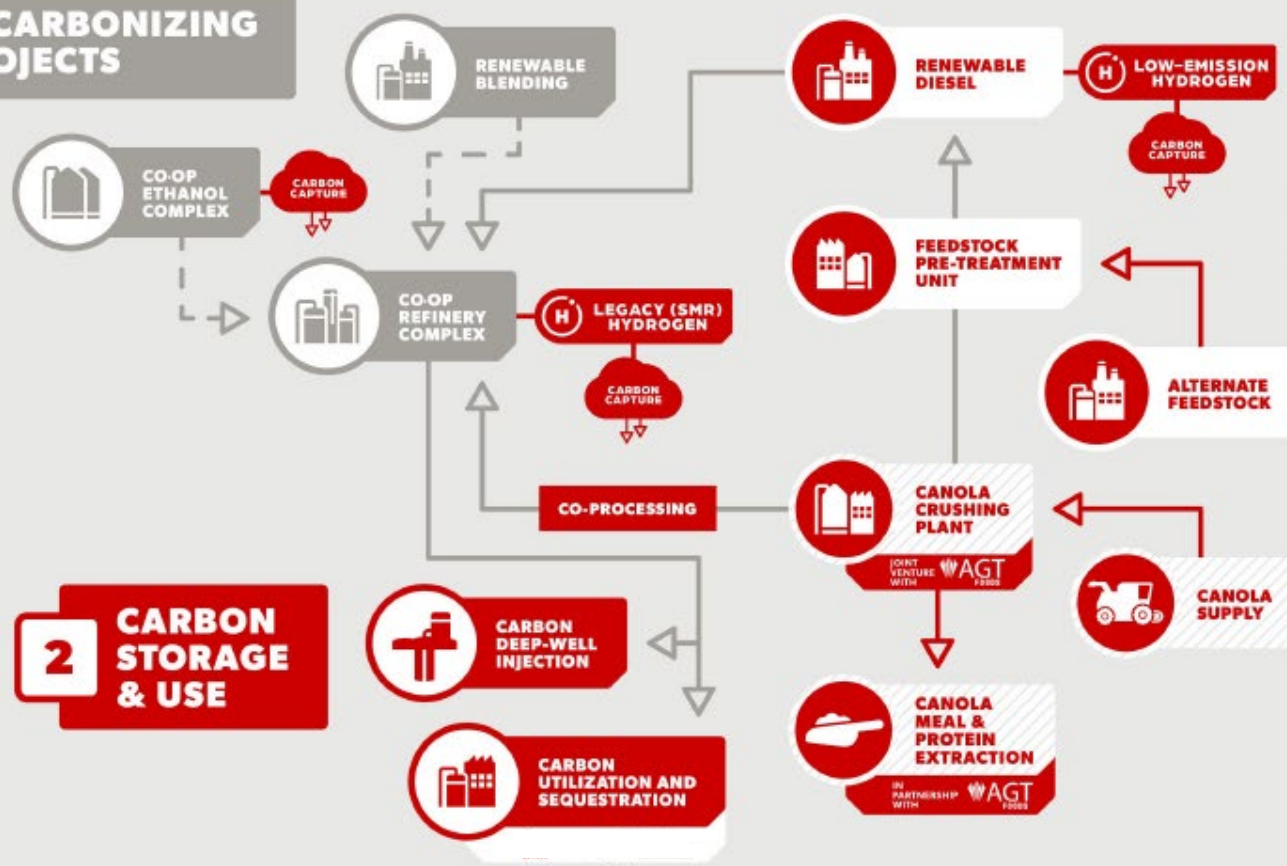 CARBONIZING
OJECTS
RENEWABLE
BLENDING
CO-OP
ETHANOL
COMPLEX
CARBON
CAPTURE
CO-OP
REFINERY
COMPLEX
H
LEGACY (SMR)
HYDROGEN
CARBON
CAPTURE
RENEWABLE
DIESEL
H
LOW-EMISSION
HYDROGEN
CARBON
CAPTURE
FEEDSTOCK
PRE-TREATMENT
UNIT
ALTERNATE
FEEDSTOCK
CO-PROCESSING
CANOLA
CRUSHING
PLANT
JOINT
VENTURE
WITH
AGT
FOODS
CANOLA
SUPPLY
CANOLA
MEAL &
PROTEIN
EXTRACTION
IN
PARTNERSHIP
WITH
AGT
FOODS
2
CARBON
STORAGE
& USE
CARBON
DEEP-WELL
INJECTION
CARBON
UTILIZATION AND
SEQUESTRATION